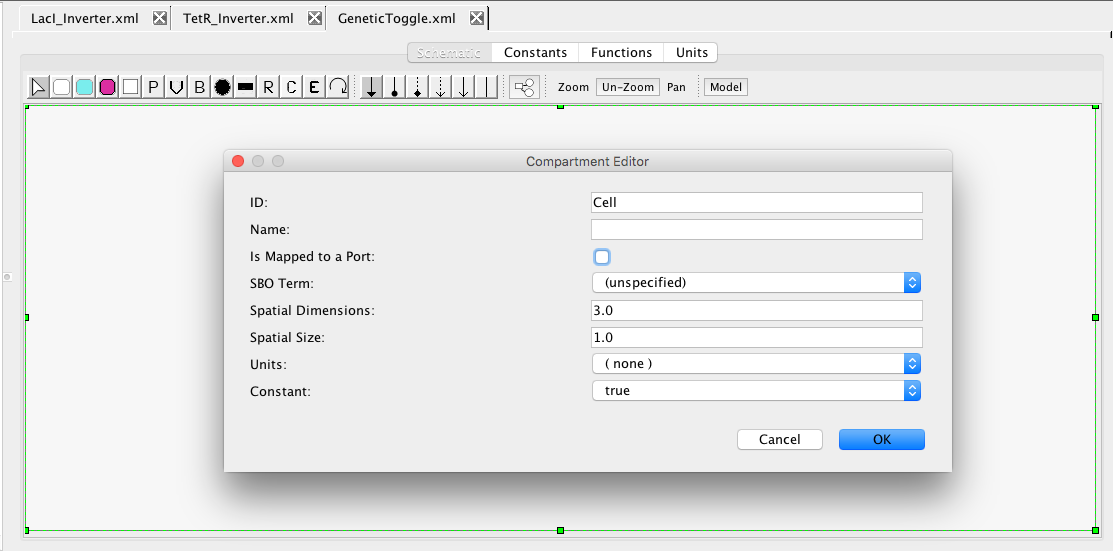 LacI_Inverter.xml TetR_Inverter.xml GeneticToggle.xml
Schematic Constants Functions Units
P V B R C E Zoom Un-Zoom Pan Model
Compartment Editor
ID: Cell
Name:
Is Mapped to a Port:
SBO Term: (unspecified)
Spatial Dimensions: 3.0
Spatial Size: 1.0
Units: ( none )
Constant: true
Cancel OK